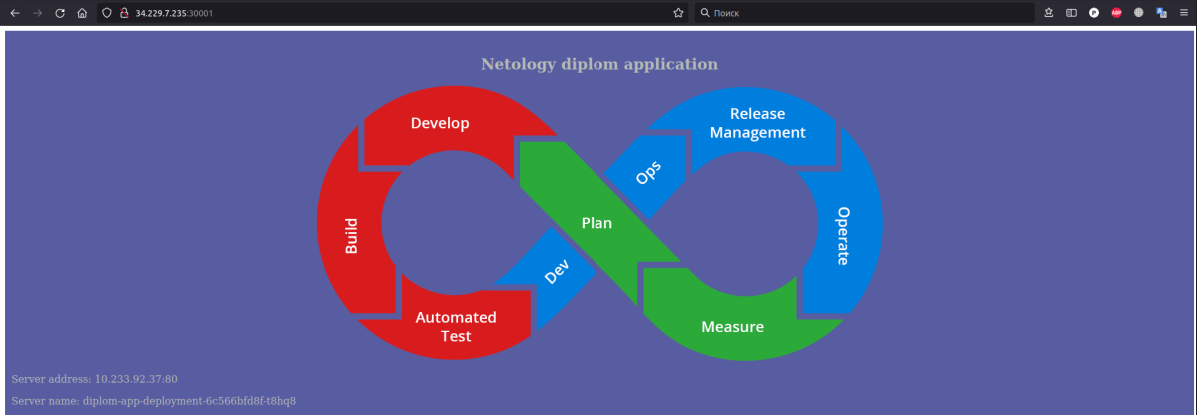 34.229.7.235:30001
Поиск
Netology diplom application
Develop
Release
Management
Ops
Build
Plan
Operate
Dev
Automated
Test
Measure
Server address: 10.233.92.37:80
Server name: diplom-app-deployment-6c566bfd8f-t8hq8